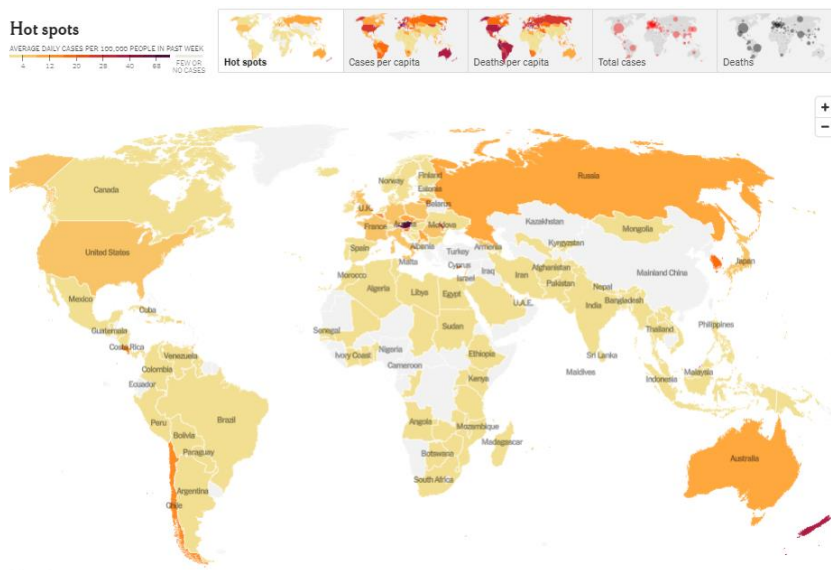 Hot spots
AVERAGE DAILY CASES PER 100,000 PEOPLE IN PAST WEEK
4 12 20 28 40 68
FEW OR
NO CASES
Hot spots
Cases per capita
Deaths per capita
Total cases
Deaths
+
−
Canada
Norway
Finland
Estonia
Russia
U.K.
Belarus
France
Moldova
Kazakhstan
Mongolia
United States
Spain
Albania
Turkey
Armenia
Kyrgyzstan
Malta
Cyprus
Iraq
Japan
Morocco
Israel
Iran
Afghanistan
Mainland China
Mexico
Algeria
Libya
Egypt
Pakistan
Nepal
Cuba
U.A.E.
India
Bangladesh
Guatemala
Senegal
Sudan
Thailand
Philippines
Costa Rica
Venezuela
Ivory Coast
Nigeria
Ethiopia
Sri Lanka
Colombia
Cameroon
Maldives
Malaysia
Ecuador
Kenya
Indonesia
Peru
Brazil
Angola
Mozambique
Bolivia
Madagascar
Paraguay
Botswana
Australia
Argentina
South Africa
Chile